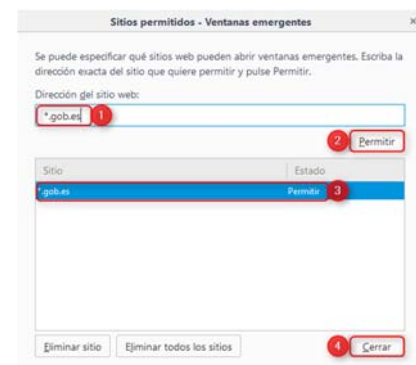 Sitios permitidos - Ventanas emergentes ×
Se puede especificar qué sitios web pueden abrir ventanas emergentes. Escriba la
dirección exacta del sitio que quiere permitir y pulse Permitir.
Dirección del sitio web:
*.gob.es 1
2 Permitir
Sitio Estado
*.gob.es Permitir 3
Eliminar sitio Eliminar todos los sitios 4 Cerrar